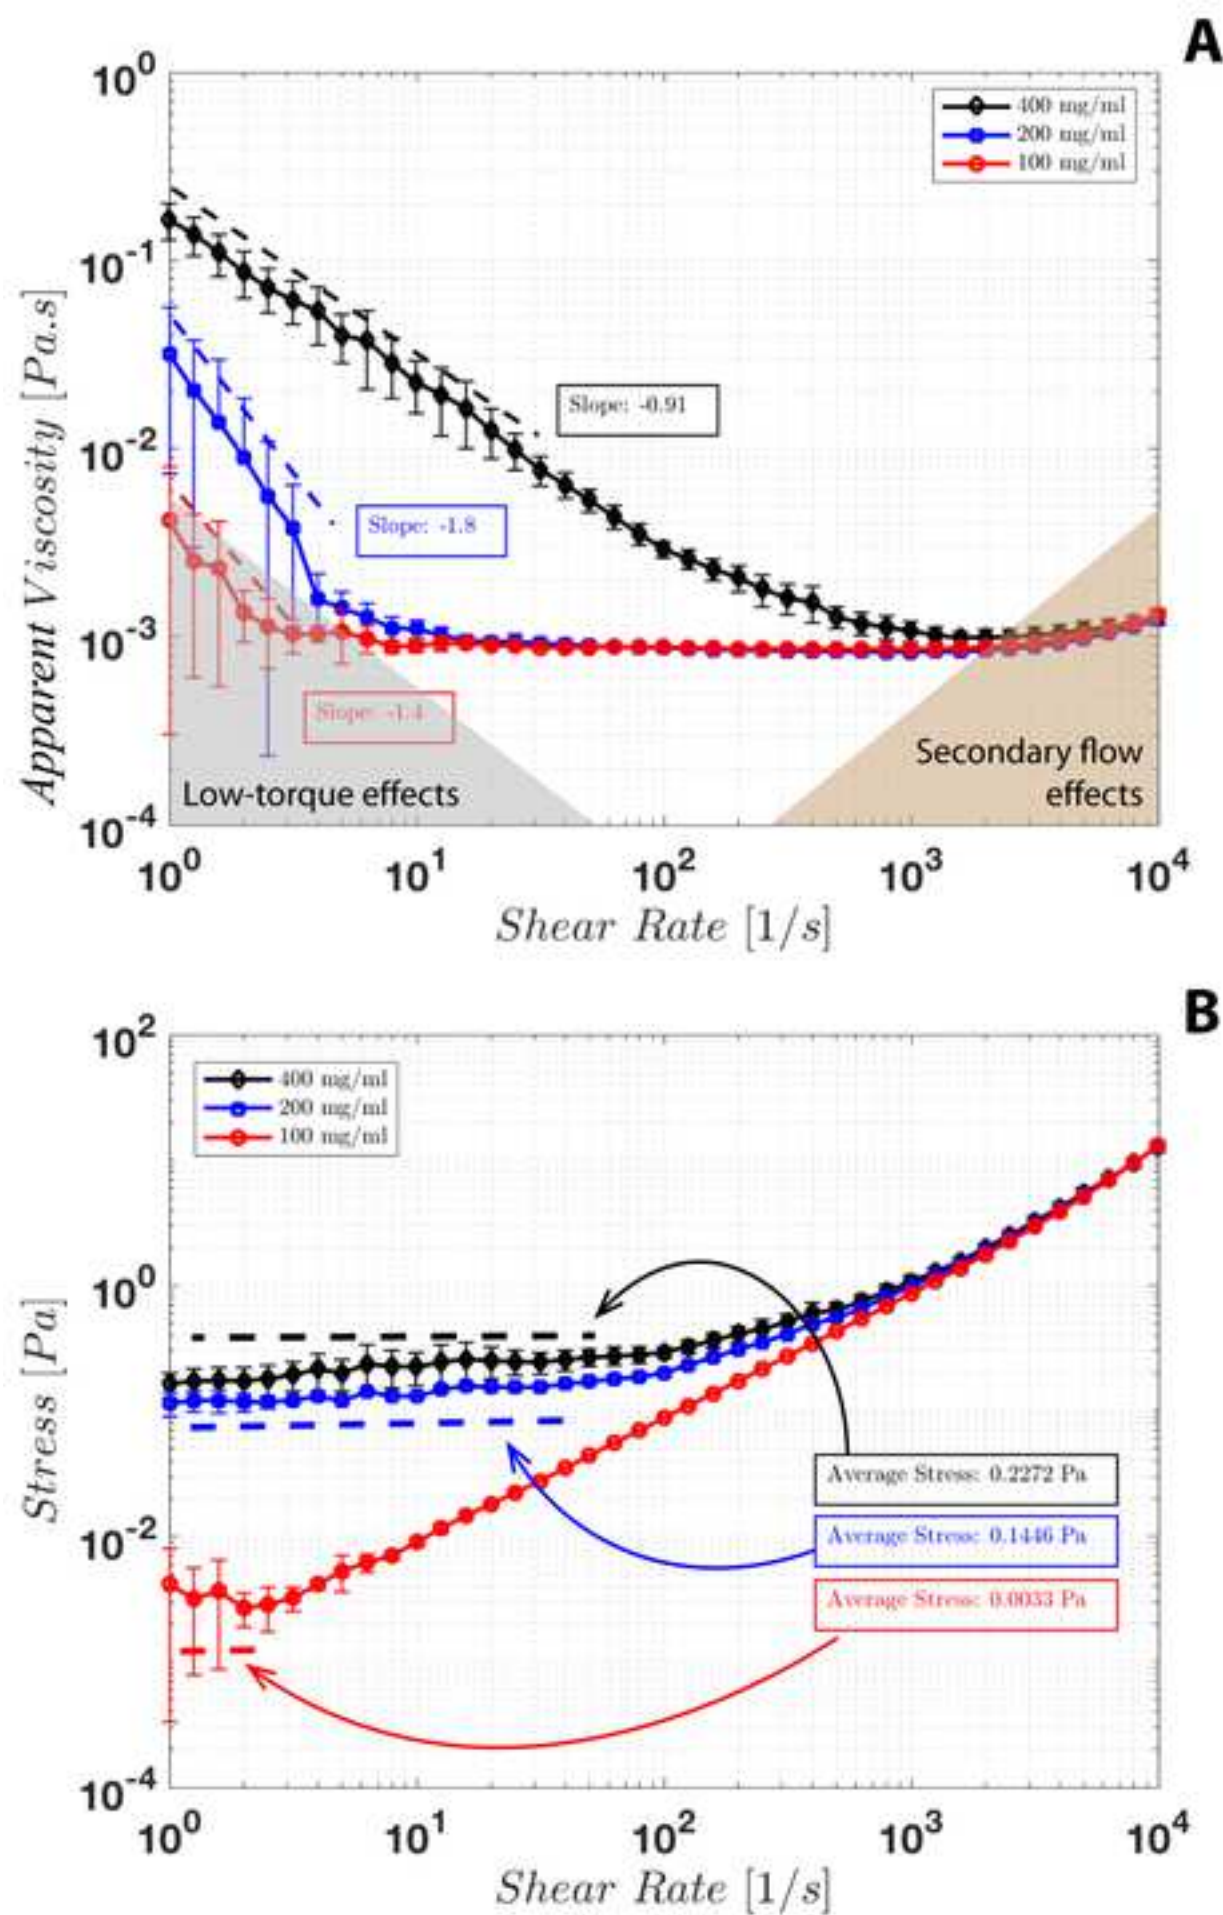 A
10^0
10^-1
10^-2
10^-3
10^-4
Apparent Viscosity [Pa.s]
400 mg/ml
200 mg/ml
100 mg/ml
Slope: -0.91
Slope: -1.8
Slope: -1.4
Low-torque effects
Secondary flow
effects
10^0 10^1 10^2 10^3 10^4
Shear Rate [1/s]
B
10^2
10^0
10^-2
10^-4
Stress [Pa]
400 mg/ml
200 mg/ml
100 mg/ml
Average Stress: 0.2272 Pa
Average Stress: 0.1446 Pa
Average Stress: 0.0033 Pa
10^0 10^1 10^2 10^3 10^4
Shear Rate [1/s]